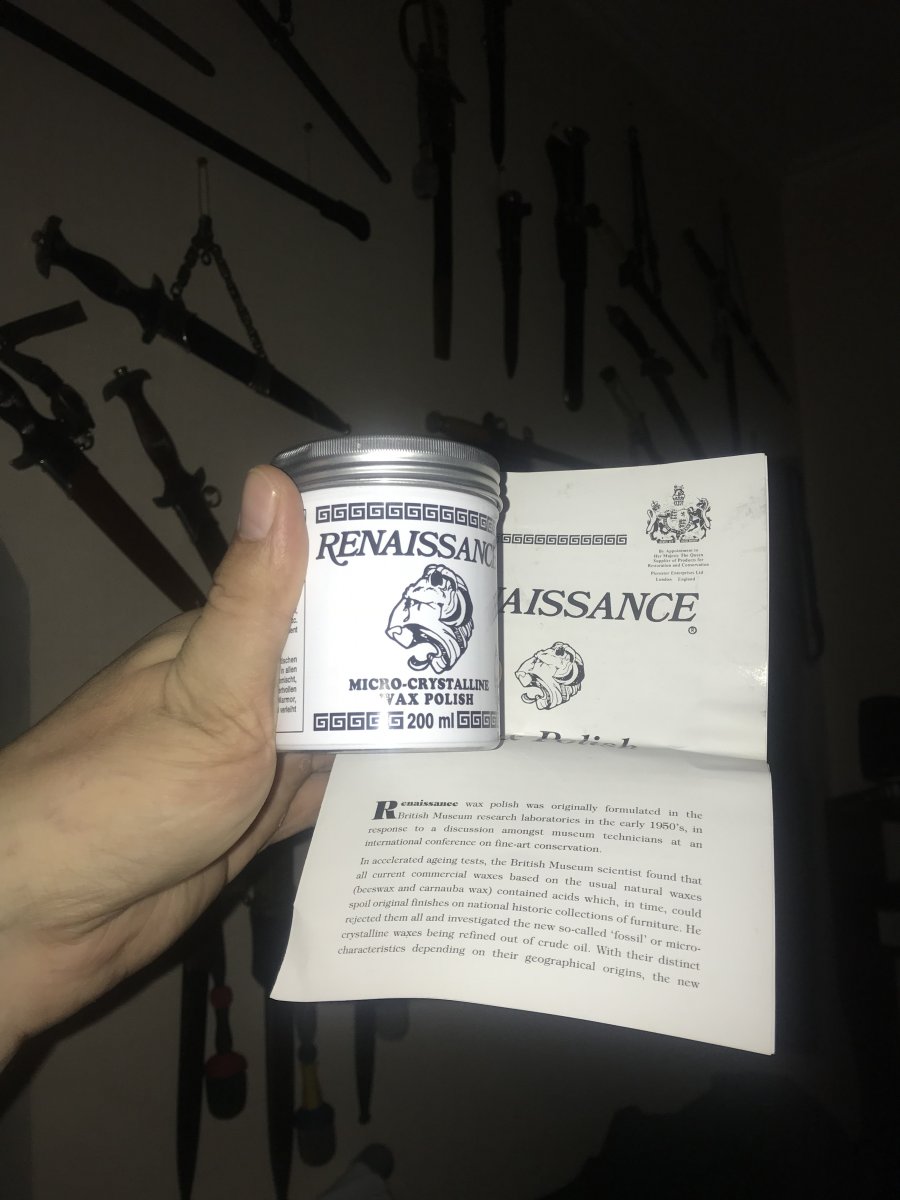 RENAISSANC
MICRO-CRYSTALLINE
WAX POLISH
200 ml
By Appointment to
Her Majesty The Queen
Supplier of Products for
Restoration and Conservation
Picreator Enterprises Ltd
London England
AISSANCE
®
Polish
Renaissance wax polish was originally formulated in the
British Museum research laboratories in the early 1950's, in
response to a discussion amongst museum technicians at an
international conference on fine-art conservation.
In accelerated ageing tests, the British Museum scientist found that
all current commercial waxes based on the usual natural waxes
(beeswax and carnauba wax) contained acids which, in time, could
spoil original finishes on national historic collections of furniture. He
rejected them all and investigated the new so-called 'fossil' or micro-
crystalline waxes being refined out of crude oil. With their distinct
characteristics depending on their geographical origins, the new